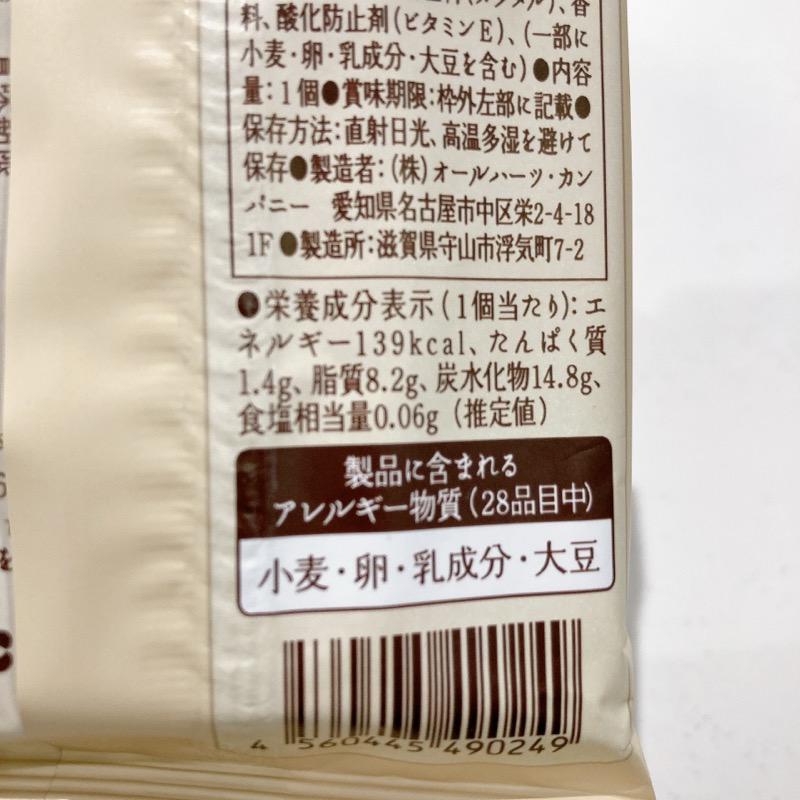 料、酸化防止剤(ビタミンE)、(一部に
小麦・卵・乳成分・大豆を含む)●内容
量:1個●賞味期限:枠外左部に記載●
保存方法:直射日光、高温多湿を避けて
保存●製造者:(株)オールハーツ・カン
パニー 愛知県名古屋市中区栄2-4-18
1F ●製造所:滋賀県守山市浮気町7-2
●栄養成分表示(1個当たり):エ
ネルギー139kcal、たんぱく質
1.4g、脂質8.2g、炭水化物14.8g、
食塩相当量0.06g(推定値)
製品に含まれる
アレルギー物質(28品目中)
小麦・卵・乳成分・大豆
4 560445 490249